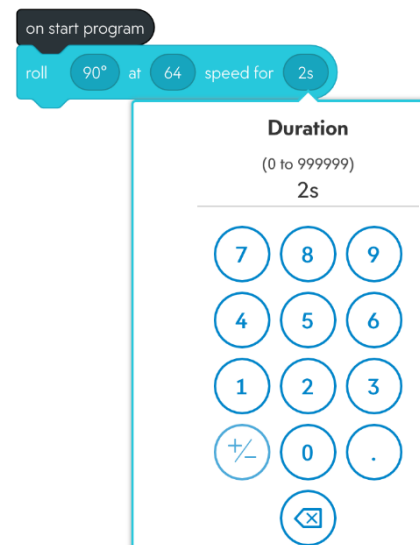 on start program
roll 90° at 64 speed for 2s
Duration
(0 to 999999)
2s
7 8 9
4 5 6
1 2 3
+/− 0 .